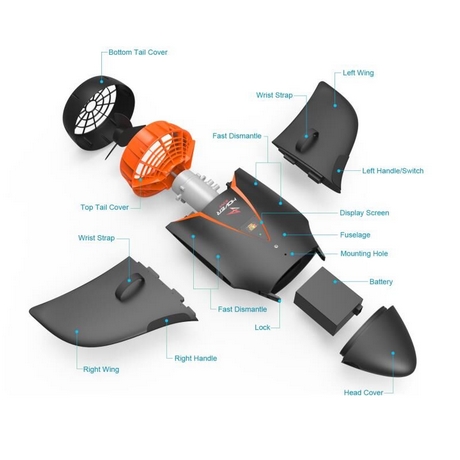 Bottom Tail Cover
Left Wing
Wrist Strap
Fast Dismantle
Left Handle/Switch
Top Tail Cover
Display Screen
Wrist Strap
Fuselage
Mounting Hole
Battery
Fast Dismantle
Lock
Right Handle
Right Wing
Head Cover